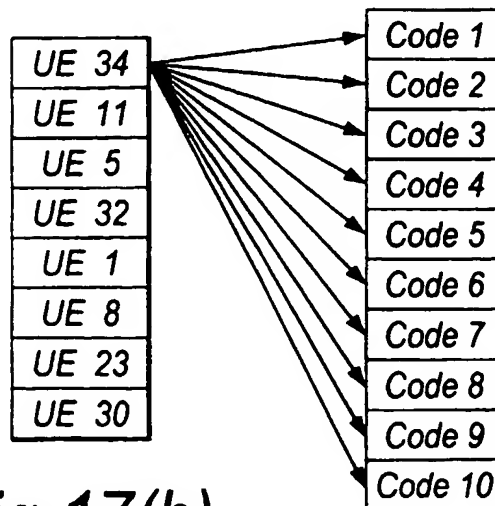 UE 34
UE 11
UE 5
UE 32
UE 1
UE 8
UE 23
UE 30
Code 1
Code 2
Code 3
Code 4
Code 5
Code 6
Code 7
Code 8
Code 9
Code 10
17(b)